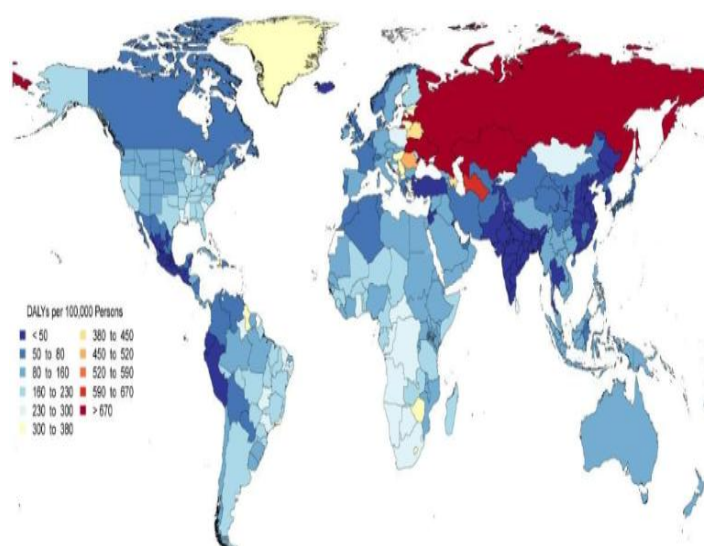 DALYs per 100,000 Persons
< 50
50 to 80
80 to 160
160 to 230
230 to 300
300 to 380
380 to 450
450 to 520
520 to 590
590 to 670
> 670